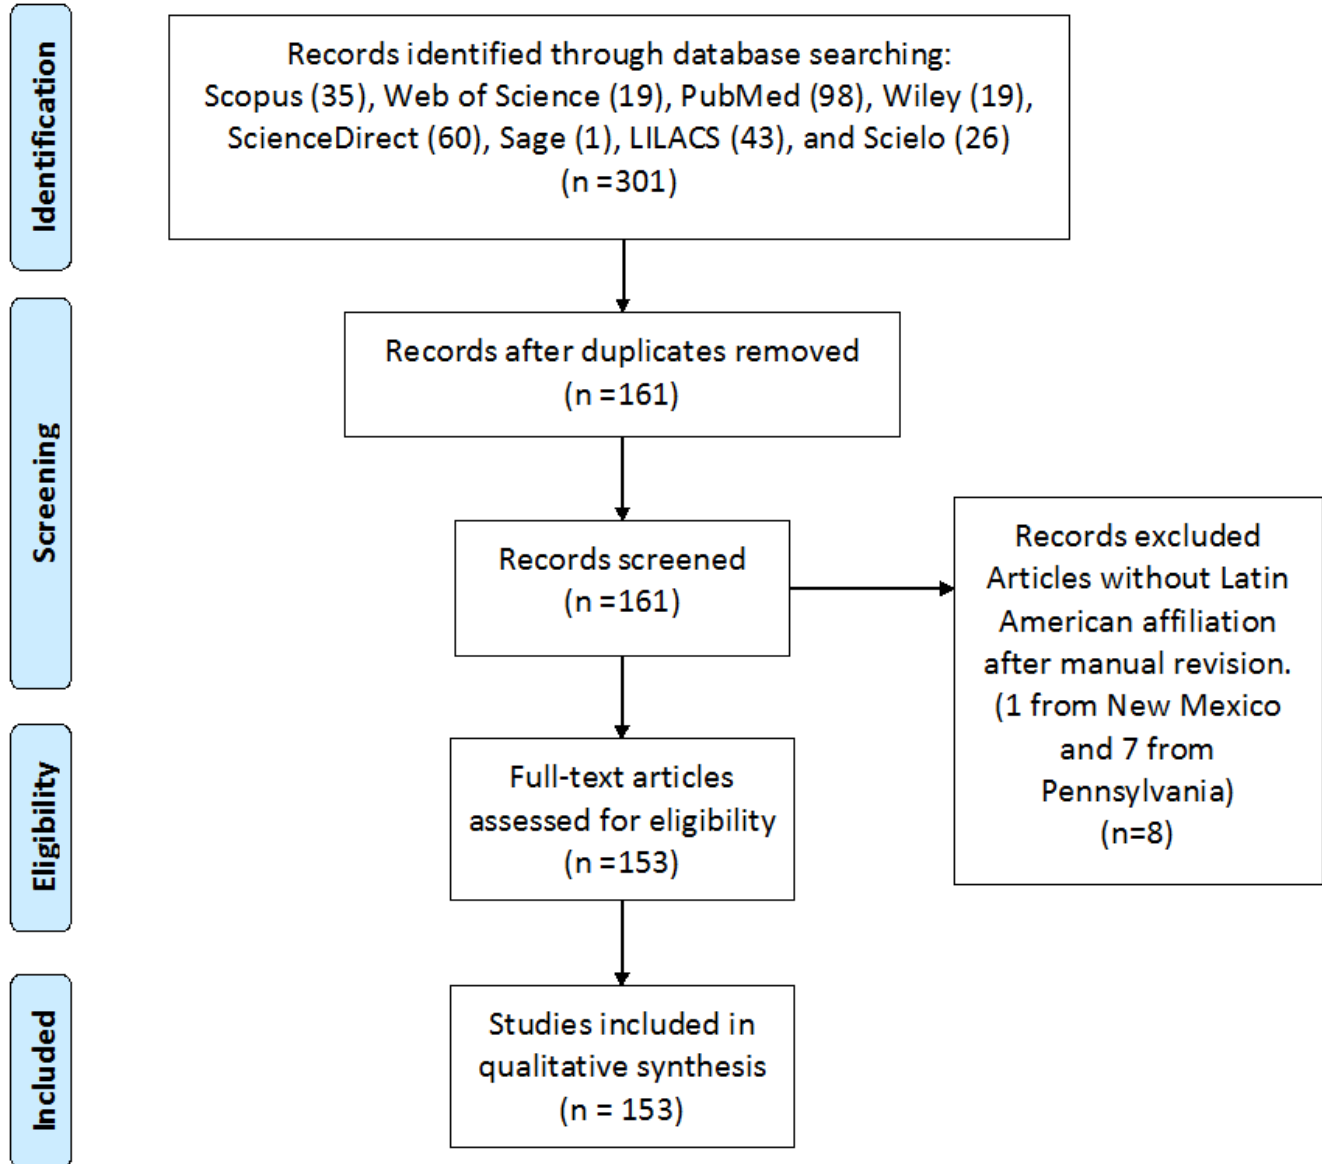 Identification
Records identified through database searching:
Scopus (35), Web of Science (19), PubMed (98), Wiley (19),
ScienceDirect (60), Sage (1), LILACS (43), and Scielo (26)
(n =301)
Screening
Records after duplicates removed
(n =161)
Records screened
(n =161)
Records excluded
Articles without Latin
American affiliation
after manual revision.
(1 from New Mexico
and 7 from
Pennsylvania)
(n=8)
Eligibility
Full-text articles
assessed for eligibility
(n =153)
Included
Studies included in
qualitative synthesis
(n = 153)